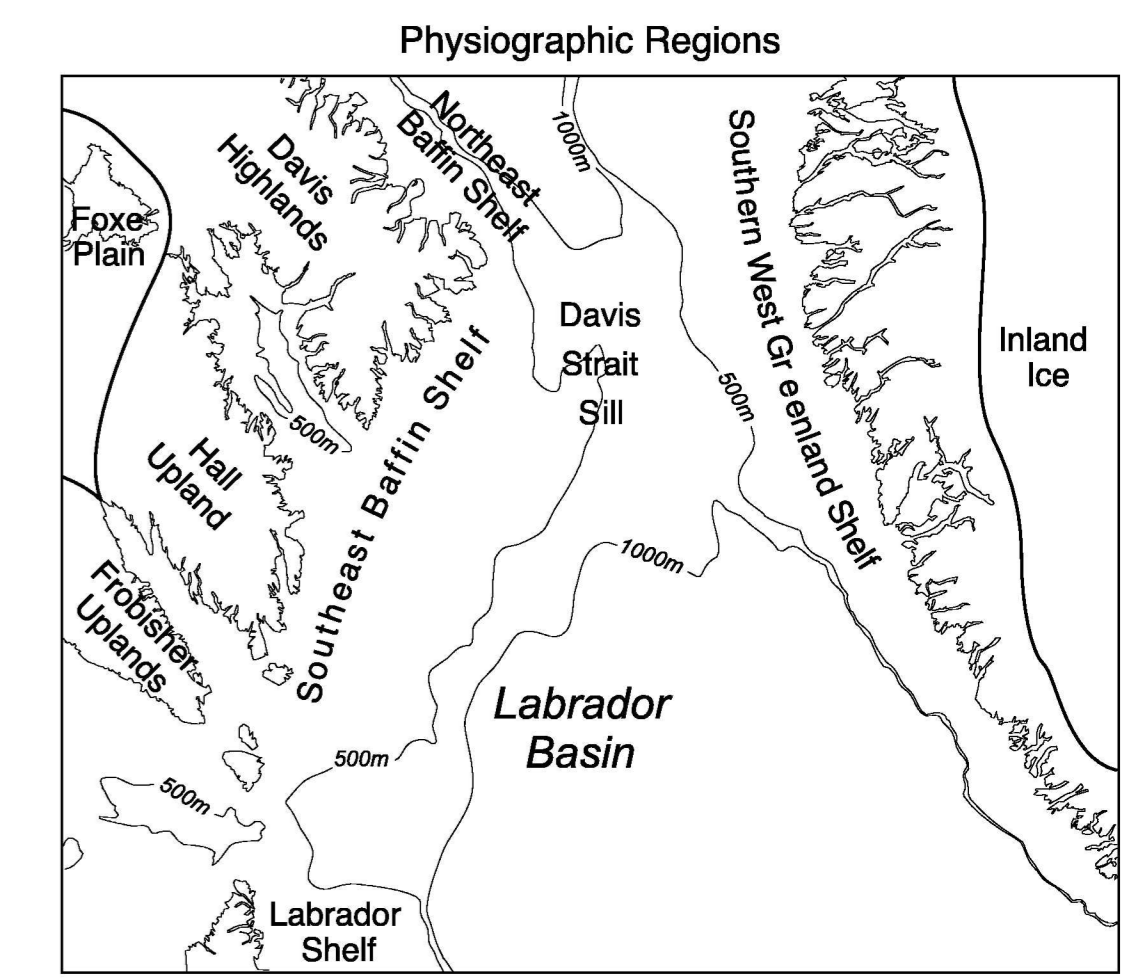 Physiographic Regions
Northeast
Baffin Shelf
1000m
Davis
Highlands
Foxe
Plain
Southern West Gr eenland Shelf
Davis
Strait
Sill
Inland
Ice
500m
500m
Hall
Upland
Southeast Baffin Shelf
1000m
Frobisher
Uplands
Labrador
Basin
500m
500m
Labrador
Shelf